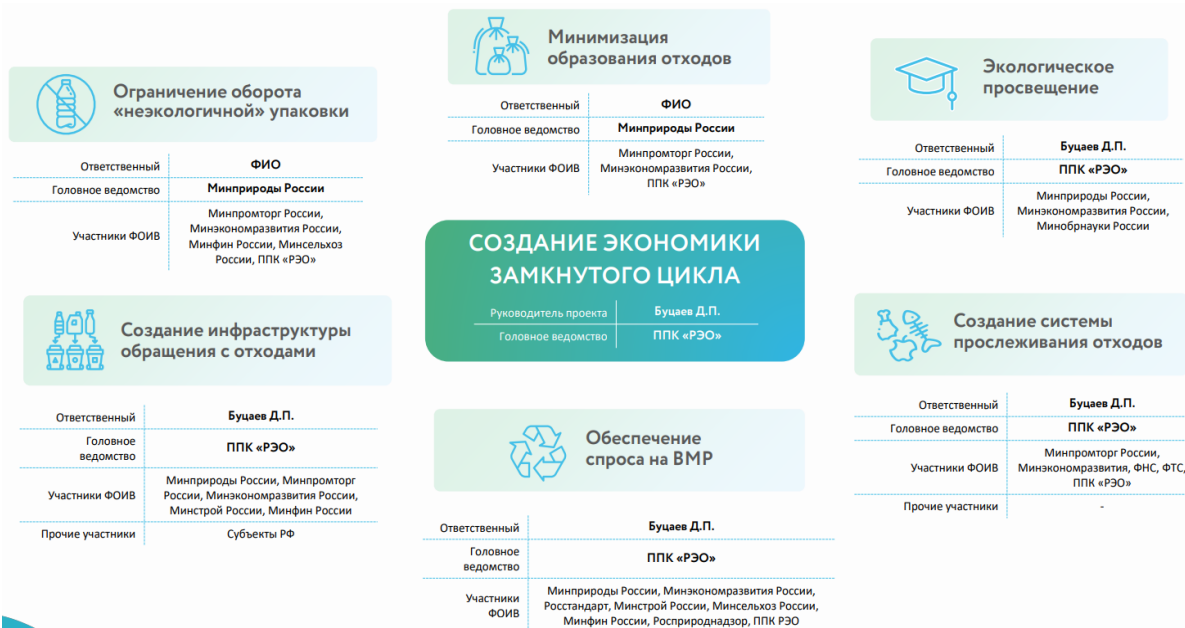 Ограничение оборота
«неэкологичной» упаковки
Ответственный ФИО
Головное ведомство Минприроды России
Участники ФОИВ
Минпромторг России,
Минэкономразвития России,
Минфин России, Минсельхоз
России, ППК «РЭО»
Минимизация
образования отходов
Ответственный ФИО
Головное ведомство Минприроды России
Участники ФОИВ
Минпромторг России,
Минэкономразвития России,
ППК «РЭО»
Экологическое
просвещение
Ответственный Буцаев Д.П.
Головное ведомство ППК «РЭО»
Участники ФОИВ
Минприроды России,
Минэкономразвития России,
Минобрнауки России
СОЗДАНИЕ ЭКОНОМИКИ
ЗАМКНУТОГО ЦИКЛА
Руководитель проекта Буцаев Д.П.
Головное ведомство ППК «РЭО»
Создание инфраструктуры
обращения с отходами
Ответственный Буцаев Д.П.
Головное
ведомство
ППК «РЭО»
Участники ФОИВ
Минприроды России, Минпромторг
России, Минэкономразвития России,
Минстрой России, Минфин России
Прочие участники Субъекты РФ
Обеспечение
спроса на ВМР
Ответственный Буцаев Д.П.
Головное
ведомство
ППК «РЭО»
Участники
ФОИВ
Минприроды России, Минэкономразвития России,
Росстандарт, Минстрой России, Минсельхоз России,
Минфин России, Росприроднадзор, ППК РЭО
Создание системы
прослеживания отходов
Ответственный Буцаев Д.П.
Головное ведомство ППК «РЭО»
Участники ФОИВ
Минпромторг России,
Минэкономразвития, ФНС, ФТС,
ППК «РЭО»
Прочие участники -